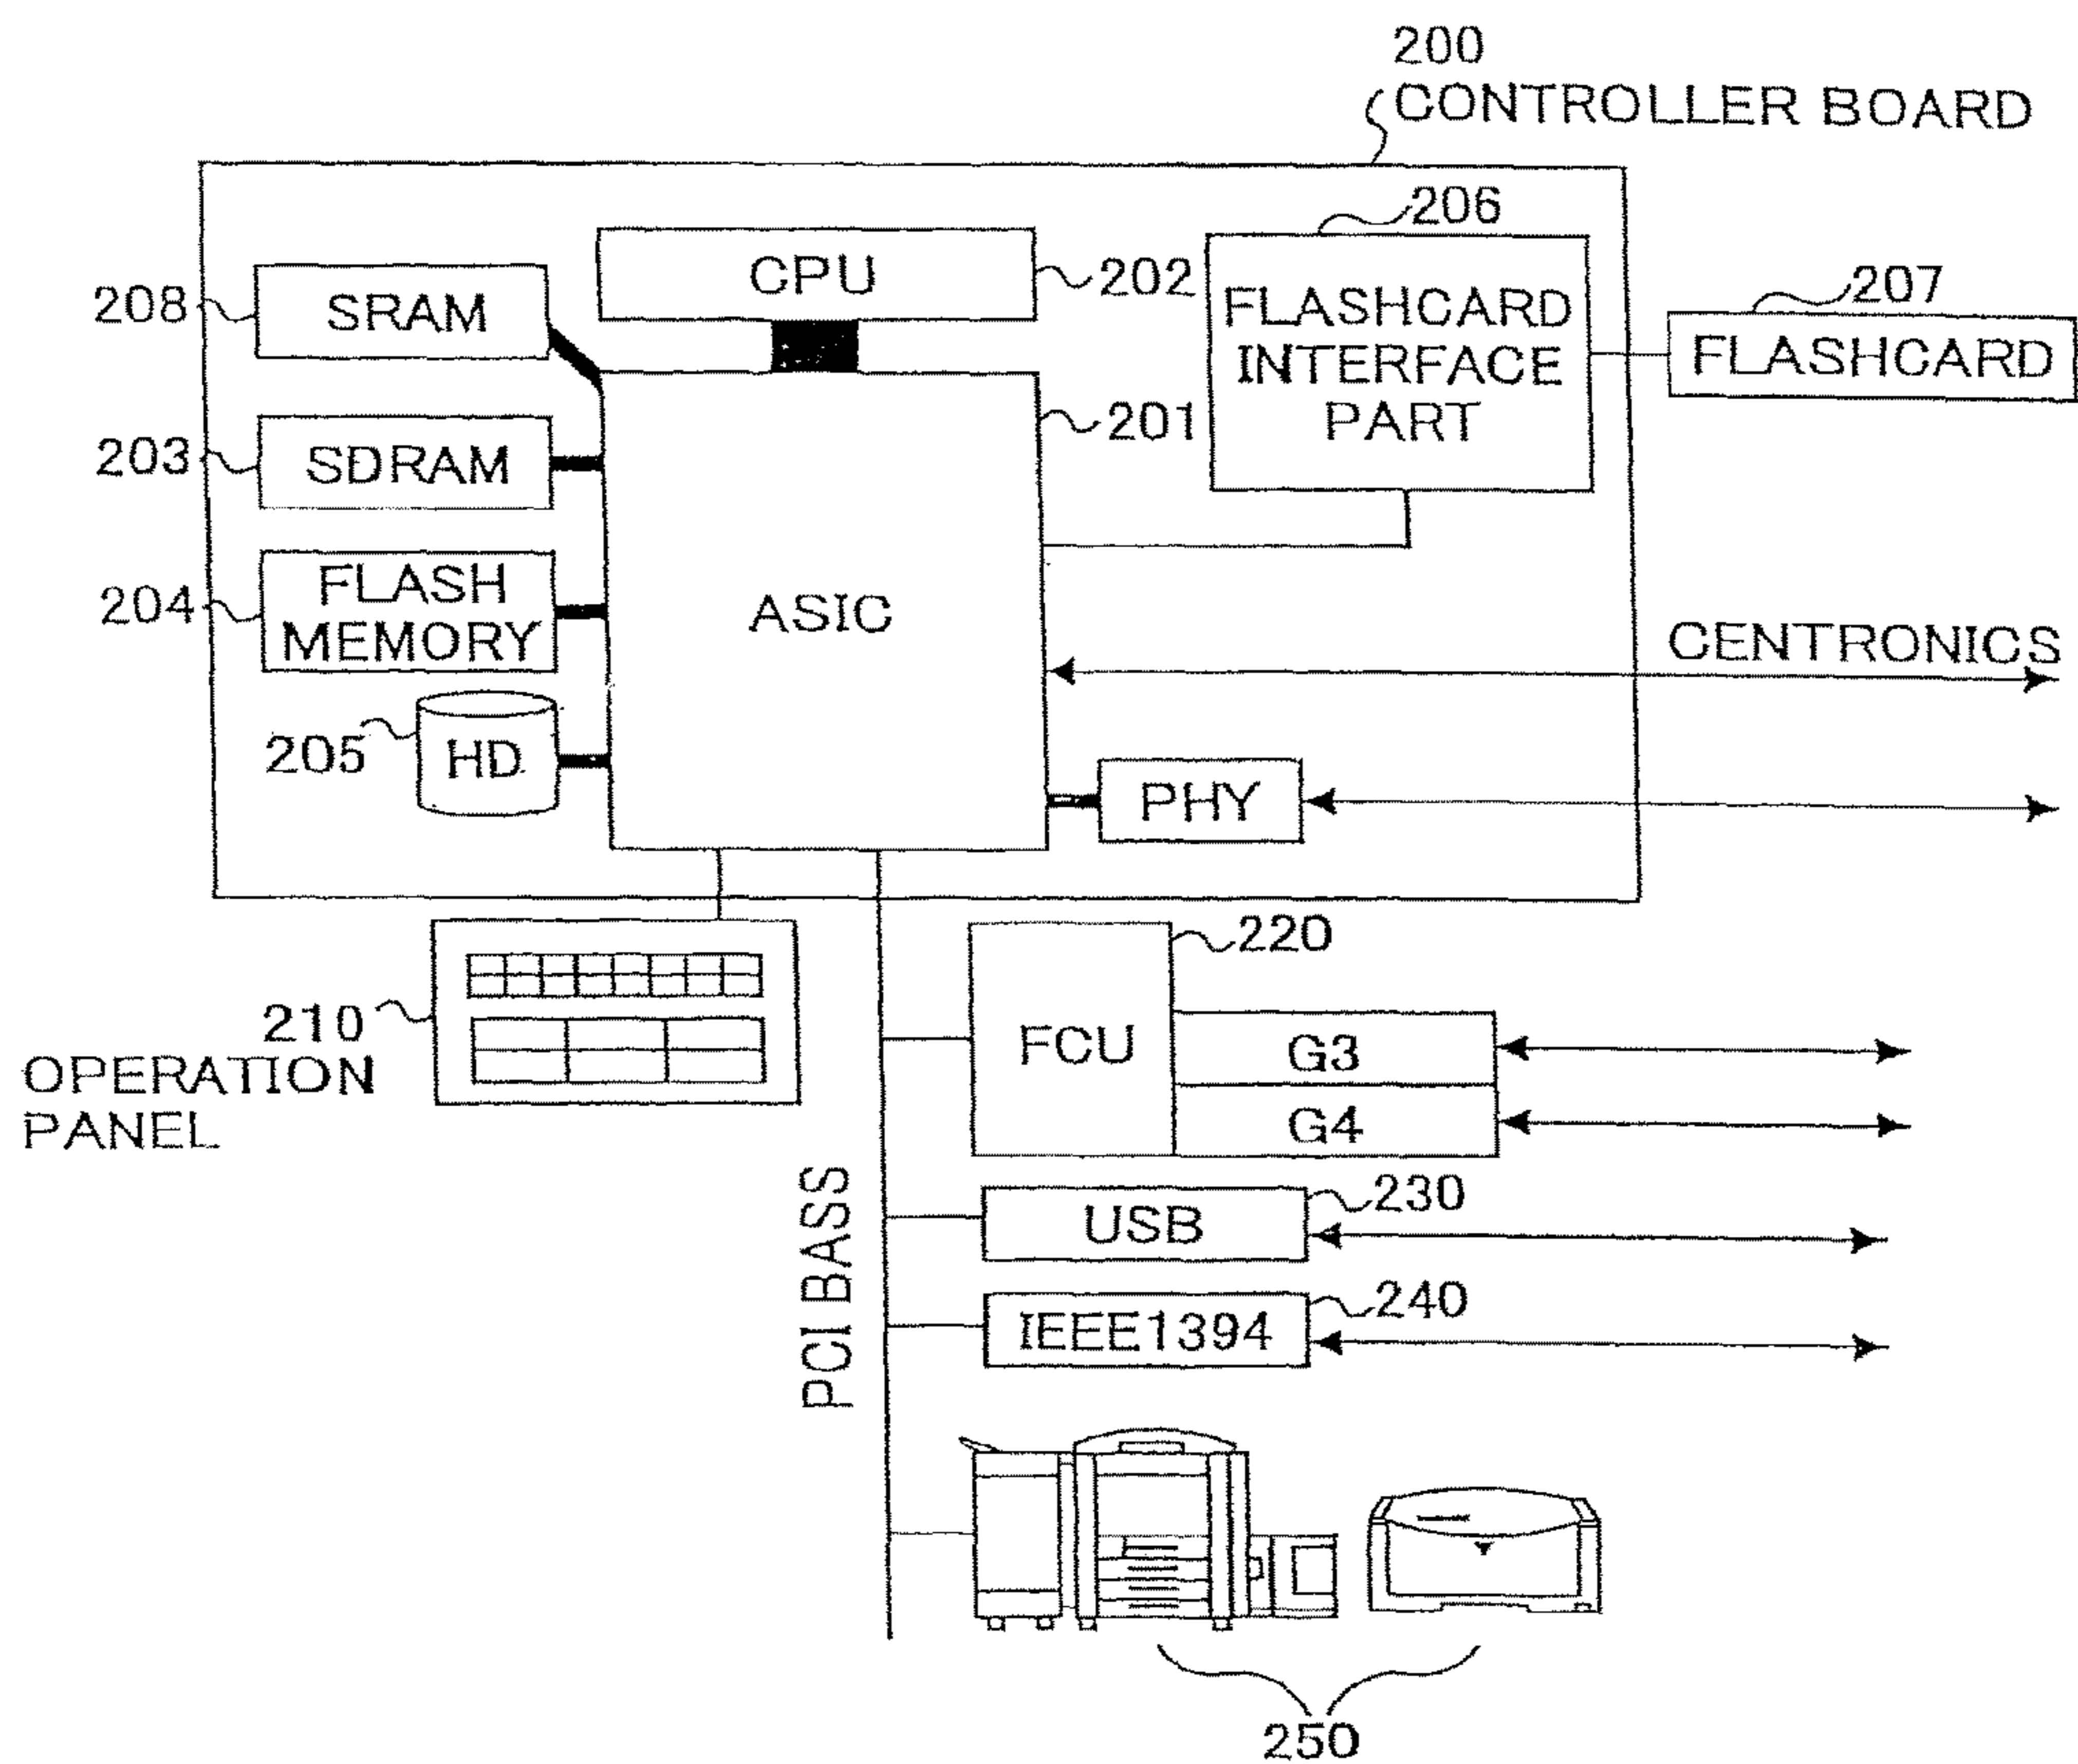 200
CONTROLLER BOARD
206
CPU
202
207
208
SRAM
FLASHCARD
INTERFACE
PART
FLASHCARD
201
203
SDRAM
204
FLASH
MEMORY
ASIC
CENTRONICS
205
HD
PHY
220
210
OPERATION
PANEL
FCU
G3
G4
PCI BASS
230
USB
240
IEEE1394
250